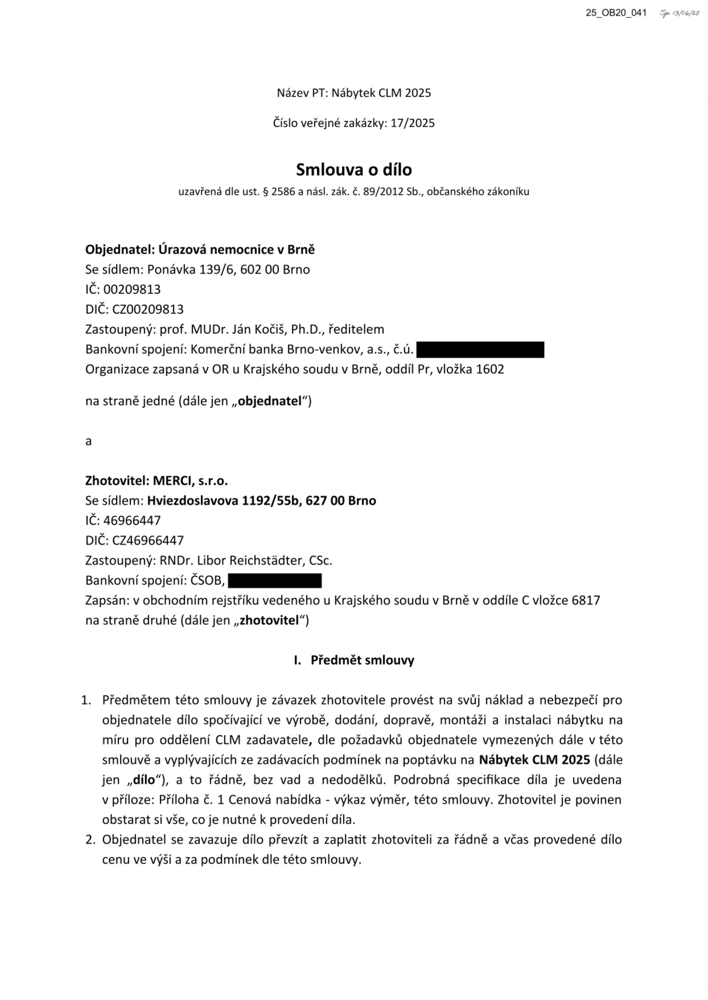 25_OB20_041 Sp. 13/06/25
Název PT: Nábytek CLM 2025
Číslo veřejné zakázky: 17/2025
Smlouva o dílo
uzavřená dle ust. § 2586 a násl. zák. č. 89/2012 Sb., občanského zákoníku
Objednatel: Úrazová nemocnice v Brně
Se sídlem: Ponávka 139/6, 602 00 Brno
IČ: 00209813
DIČ: CZ00209813
Zastoupený: prof. MUDr. Ján Kočiš, Ph.D., ředitelem
Bankovní spojení: Komerční banka Brno-venkov, a.s., č.ú.
Organizace zapsaná v OR u Krajského soudu v Brně, oddíl Pr, vložka 1602
na straně jedné (dále jen „objednatel“)
a
Zhotovitel: MERCI, s.r.o.
Se sídlem: Hviezdoslavova 1192/55b, 627 00 Brno
IČ: 46966447
DIČ: CZ46966447
Zastoupený: RNDr. Libor Reichstädter, CSc.
Bankovní spojení: ČSOB,
Zapsán: v obchodním rejstříku vedeného u Krajského soudu v Brně v oddíle C vložce 6817
na straně druhé (dále jen „zhotovitel“)
I. Předmět smlouvy
1. Předmětem této smlouvy je závazek zhotovitele provést na svůj náklad a nebezpečí pro
objednatele dílo spočívající ve výrobě, dodání, dopravě, montáži a instalaci nábytku na
míru pro oddělení CLM zadavatele, dle požadavků objednatele vymezených dále v této
smlouvě a vyplývajících ze zadávacích podmínek na poptávku na Nábytek CLM 2025 (dále
jen „dílo“), a to řádně, bez vad a nedodělků. Podrobná specifikace díla je uvedena
v příloze: Příloha č. 1 Cenová nabídka - výkaz výměr, této smlouvy. Zhotovitel je povinen
obstarat si vše, co je nutné k provedení díla.
2. Objednatel se zavazuje dílo převzít a zaplatit zhotoviteli za řádně a včas provedené dílo
cenu ve výši a za podmínek dle této smlouvy.